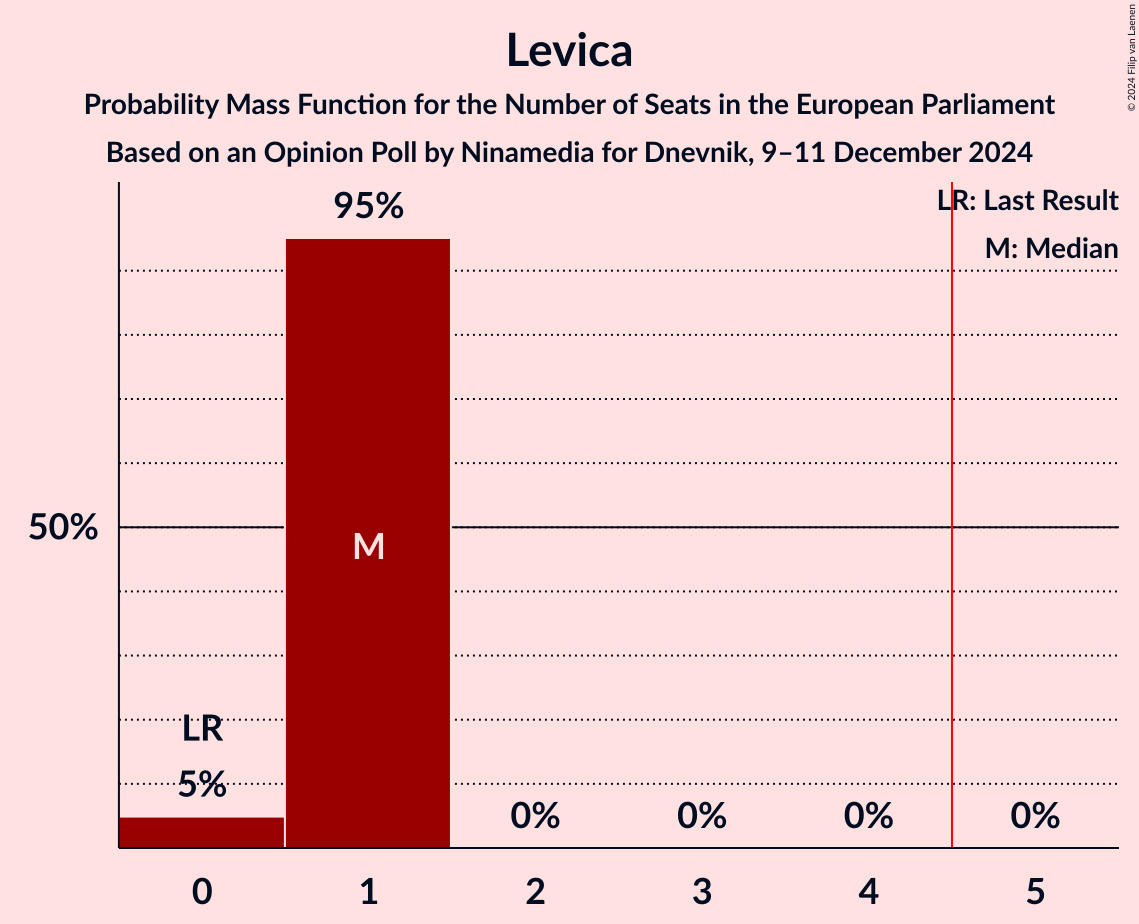 Levica
Probability Mass Function for the Number of Seats in the European Parliament
Based on an Opinion Poll by Ninamedia for Dnevnik, 9–11 December 2024
© 2024 Filip van Laenen
LR: Last Result
M: Median
95%
50%
M
LR
5%
0%
0%
0%
0%
0
1
2
3
4
5